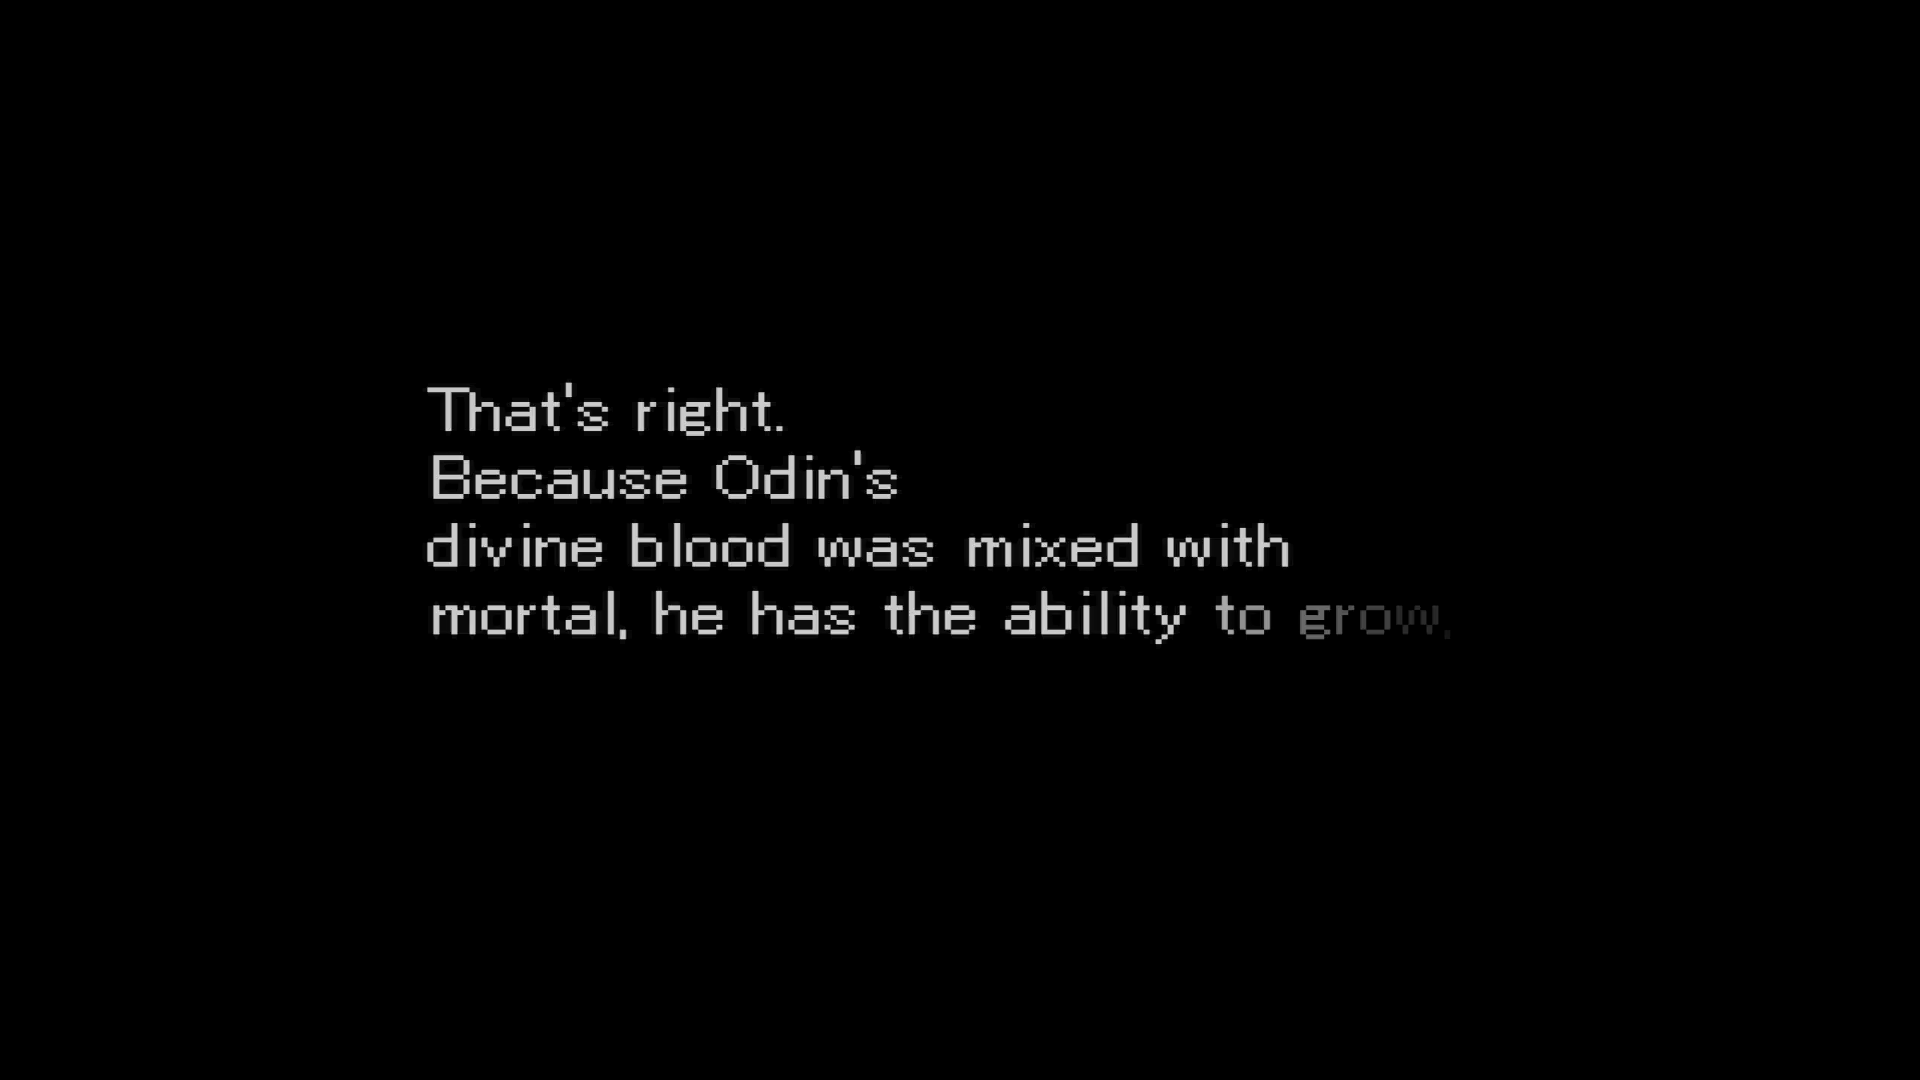 That's right.
Because Odin's
divine blood was mixed with
mortal, he has the ability to grow.